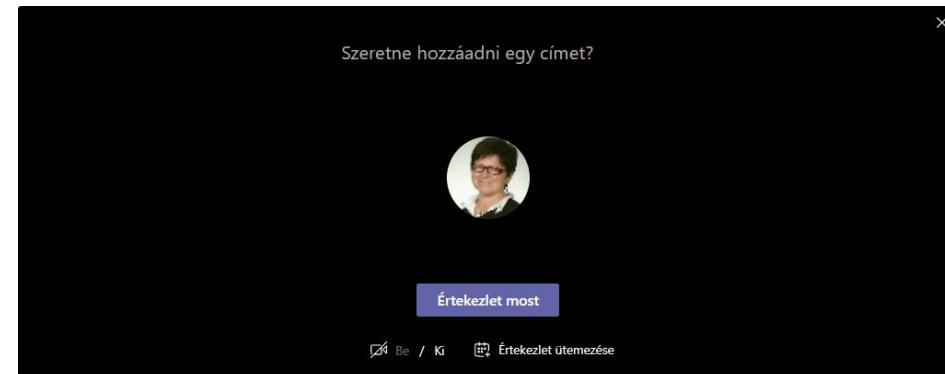 Szeretne hozzáadni egy címet?
Értekezlet most
Be / Ki Értekezlet ütemezése